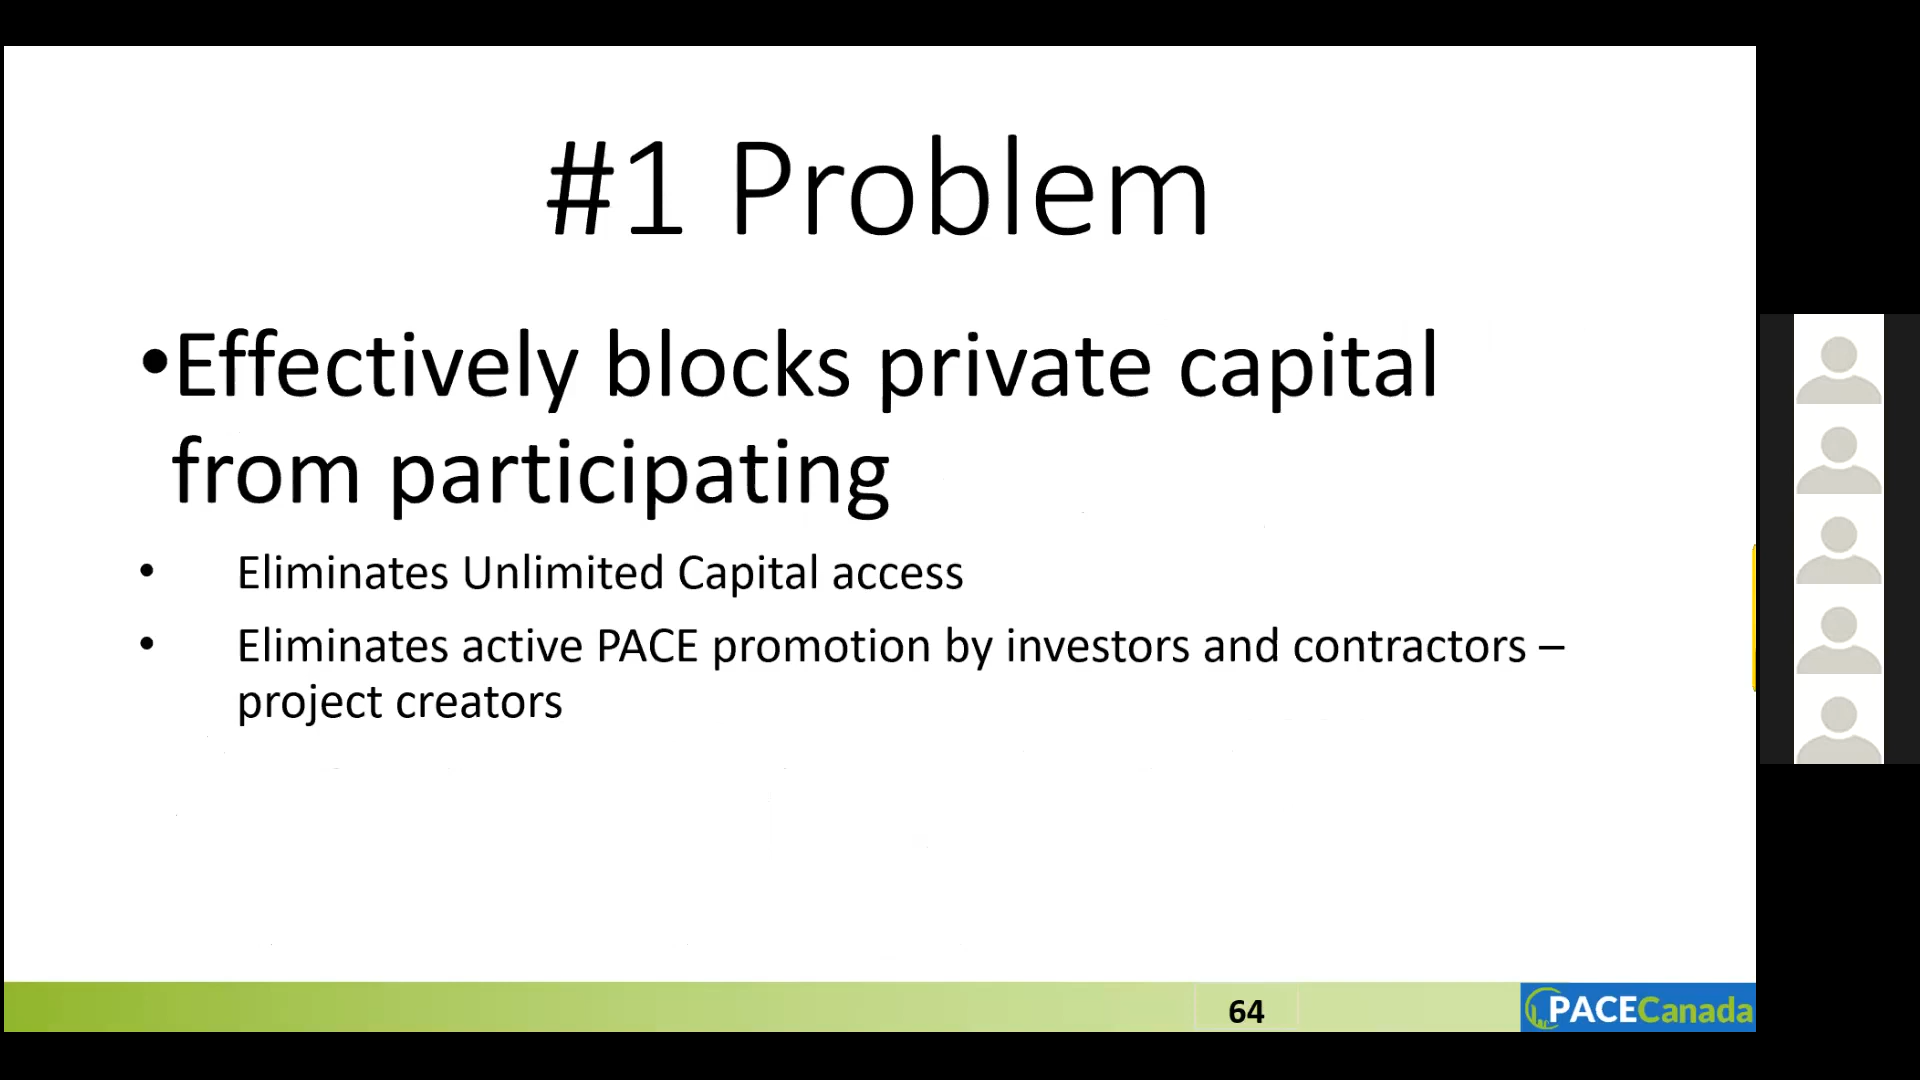 #1 Problem
•Effectively blocks private capital
from participating
• Eliminates Unlimited Capital access
• Eliminates active PACE promotion by investors and contractors –
project creators
64
PACECanada